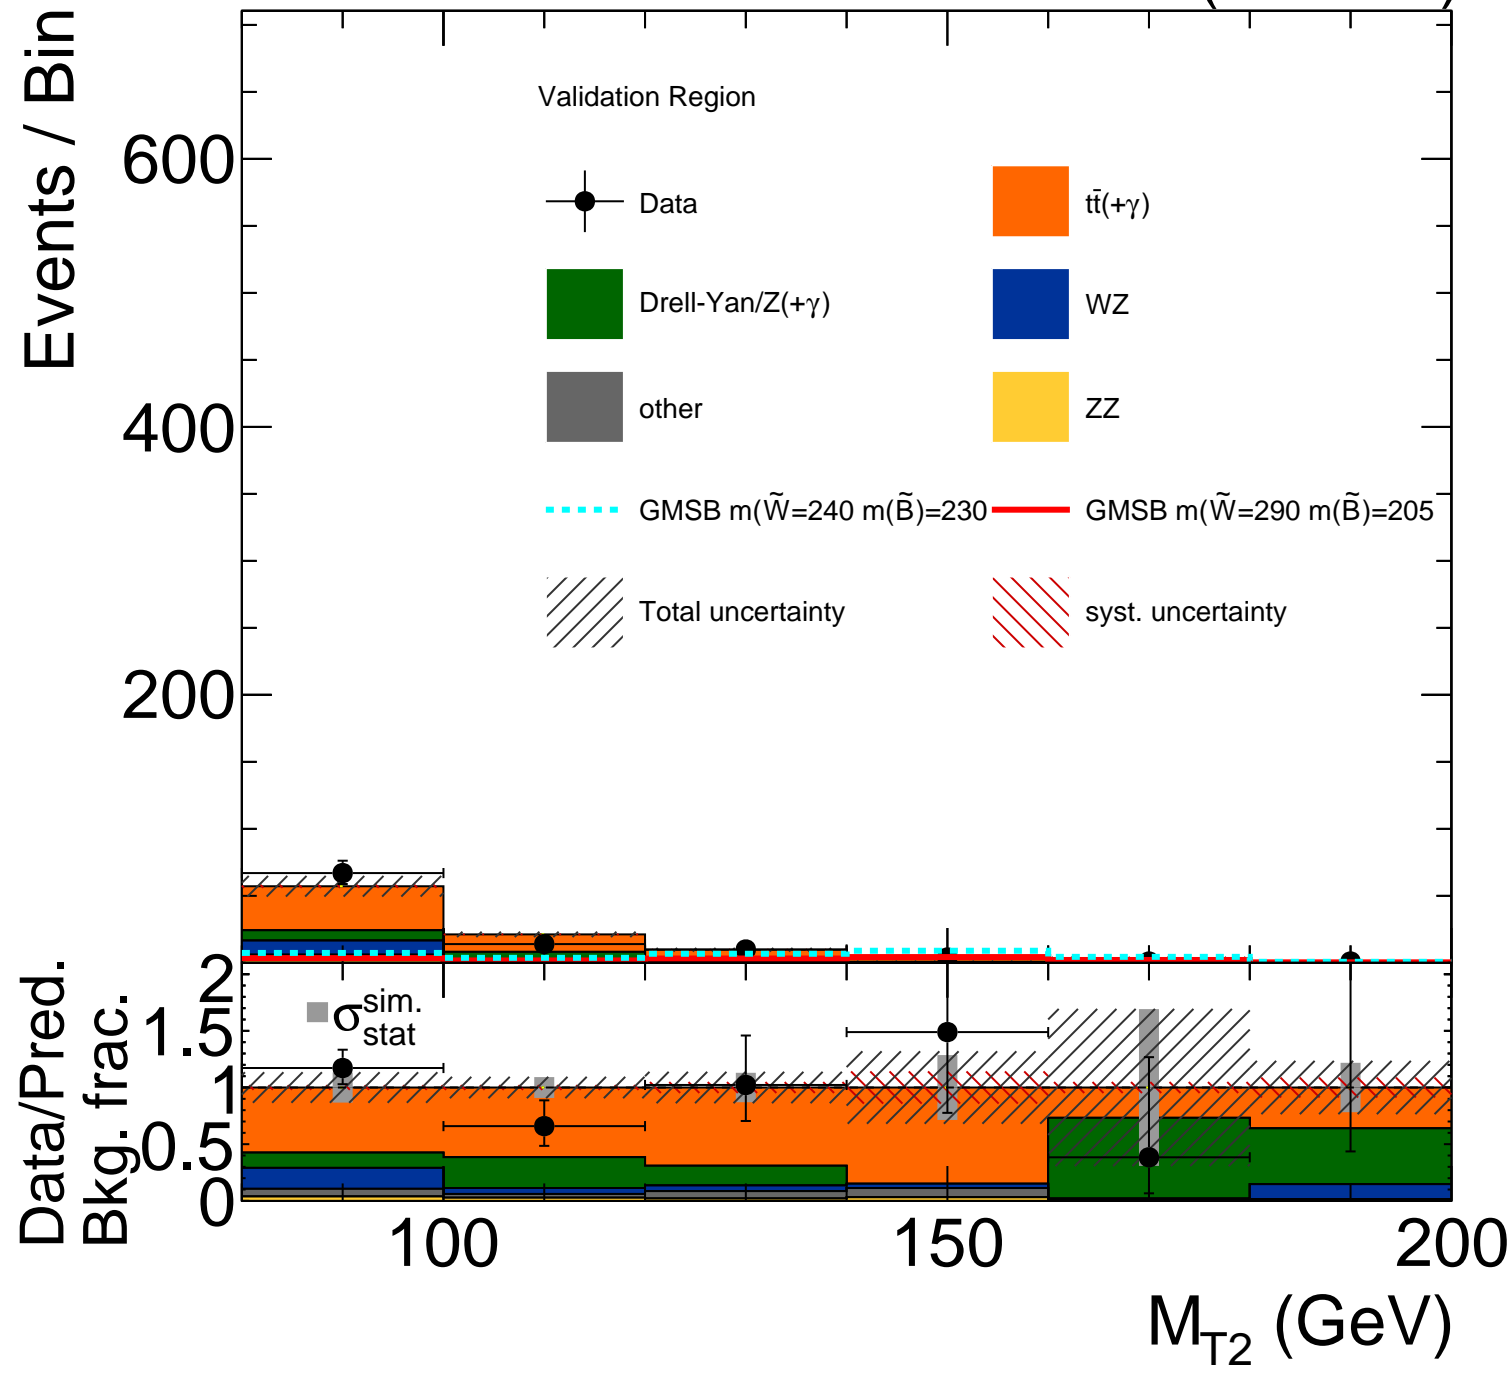 Events / Bin
600
400
200
Validation Region
Data
tt̄(+γ)
Drell-Yan/Z(+γ)
WZ
other
ZZ
GMSB m(W̃=240 m(B̃)=230
GMSB m(W̃=290 m(B̃)=205
Total uncertainty
syst. uncertainty
Data/Pred.
Bkg. frac.
2
1.5
1
0.5
0
σ sim. stat
100
150
200
M_T2 (GeV)